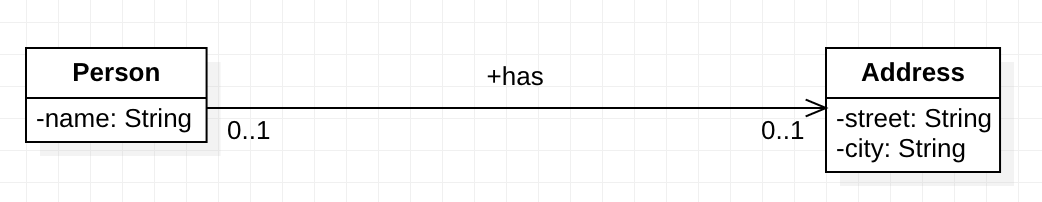 Person
-name: String
+has
0..1
0..1
Address
-street: String
-city: String